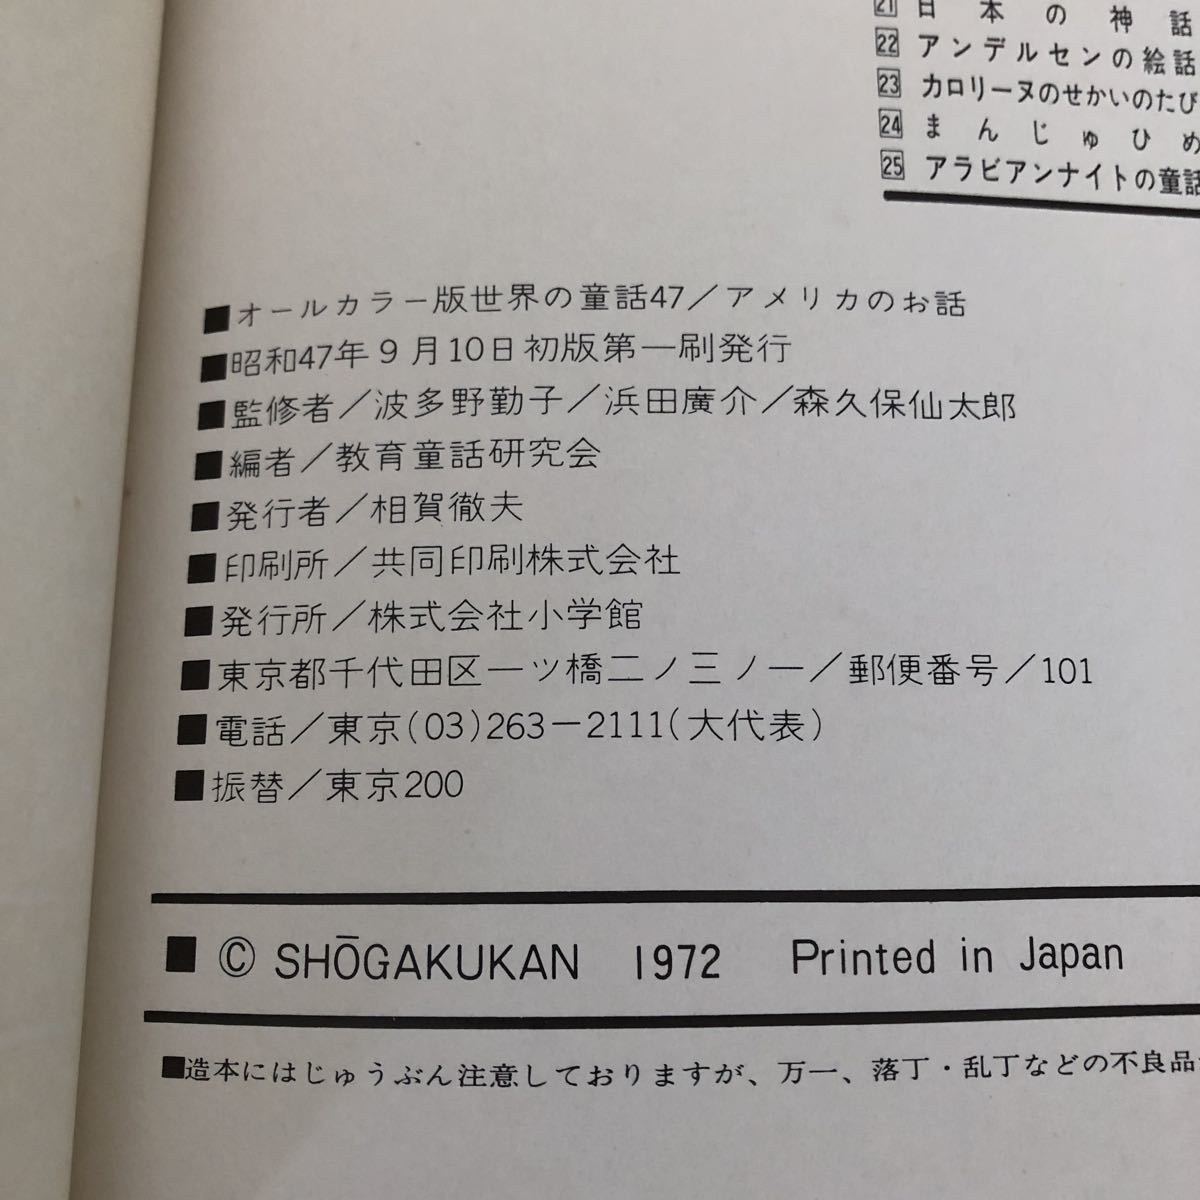 21 日本の神話
22 アンデルセンの絵話
23 カロリーヌのせかいのたび
24 まんじゅひめ
25 アラビアンナイトの童話
■オールカラー版世界の童話47／アメリカのお話
■昭和47年9月10日初版第一刷発行
■監修者／波多野勤子／浜田廣介／森久保仙太郎
■編者／教育童話研究会
■発行者／相賀徹夫
■印刷所／共同印刷株式会社
■発行所／株式会社小学館
■東京都千代田区一ツ橋二ノ三ノ一／郵便番号／101
■電話／東京(03)263－2111(大代表)
■振替／東京200
■ © SHŌGAKUKAN 1972 Printed in Japan
■造本にはじゅうぶん注意しておりますが、万一、落丁・乱丁などの不良品